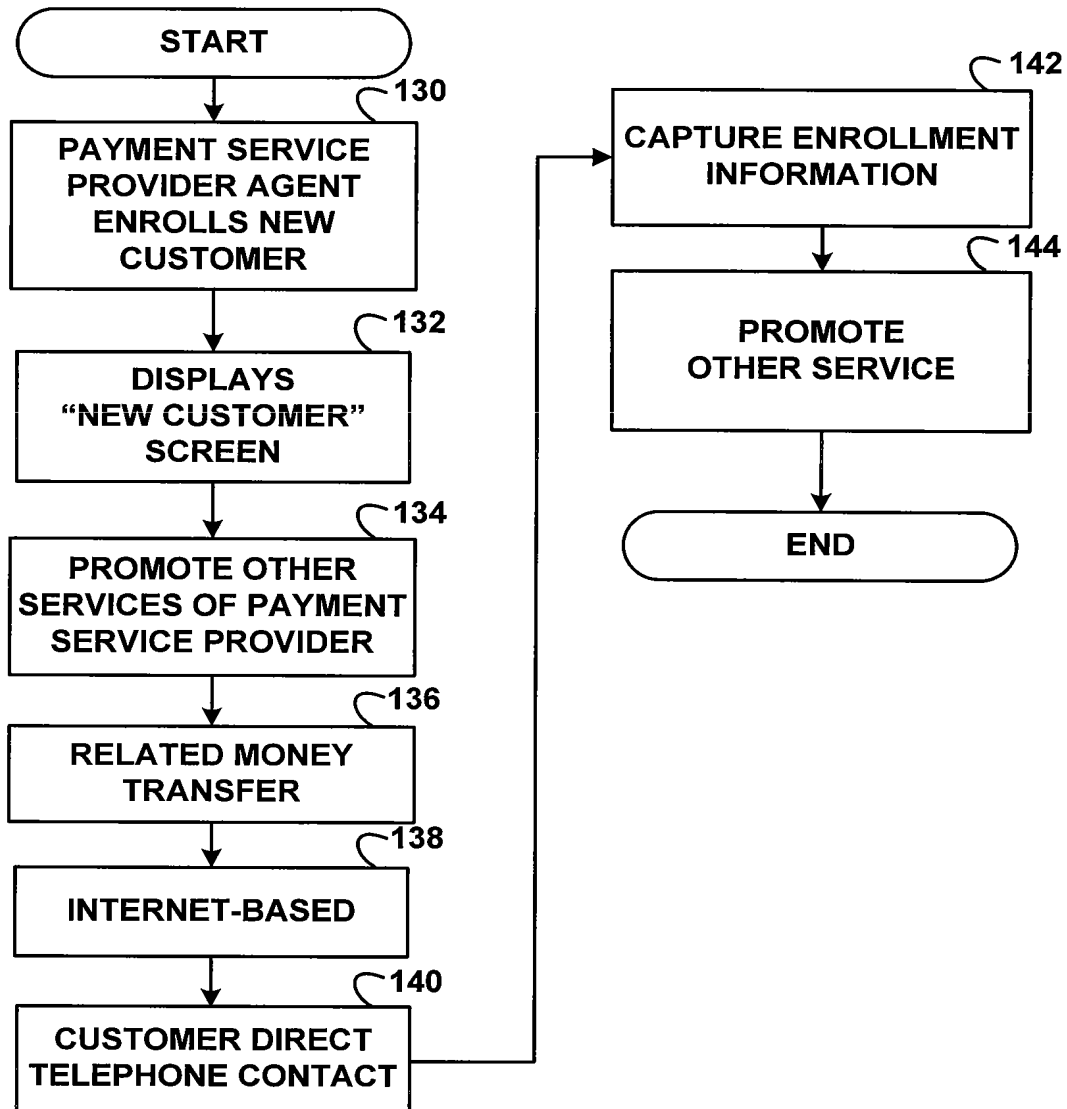 START
130
PAYMENT SERVICE
PROVIDER AGENT
ENROLLS NEW
CUSTOMER
132
DISPLAYS
“NEW CUSTOMER”
SCREEN
134
PROMOTE OTHER
SERVICES OF PAYMENT
SERVICE PROVIDER
136
RELATED MONEY
TRANSFER
138
INTERNET-BASED
140
CUSTOMER DIRECT
TELEPHONE CONTACT
142
CAPTURE ENROLLMENT
INFORMATION
144
PROMOTE
OTHER SERVICE
END